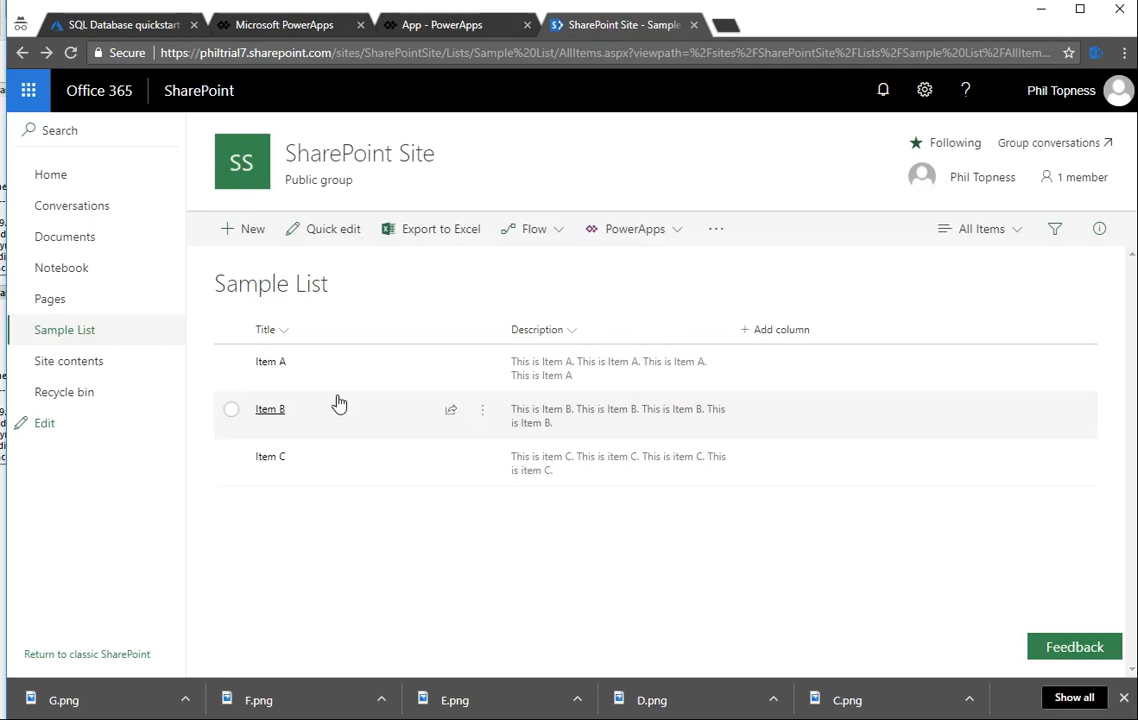 SQL Database quickstart
Microsoft PowerApps
App - PowerApps
SharePoint Site - Sample
Secure
https://philtrial7.sharepoint.com/sites/SharePointSite/Lists/Sample%20List/AllItems.aspx?viewpath=%2Fsites%2FSharePointSite%2FLists%2FSample%20List%2FAllItem...
Office 365
SharePoint
Phil Topness
Search
Home
Conversations
Documents
Notebook
Pages
Sample List
Site contents
Recycle bin
Edit
Return to classic SharePoint
SS
SharePoint Site
Public group
Following
Group conversations
Phil Topness
1 member
New
Quick edit
Export to Excel
Flow
PowerApps
...
All Items
Sample List
Title
Description
+ Add column
Item A
This is Item A. This is Item A. This is Item A.
This is Item A
Item B
This is Item B. This is Item B. This is Item B. This
is Item B.
Item C
This is item C. This is item C. This is item C. This
is item C.
Feedback
G.png
F.png
E.png
D.png
C.png
Show all